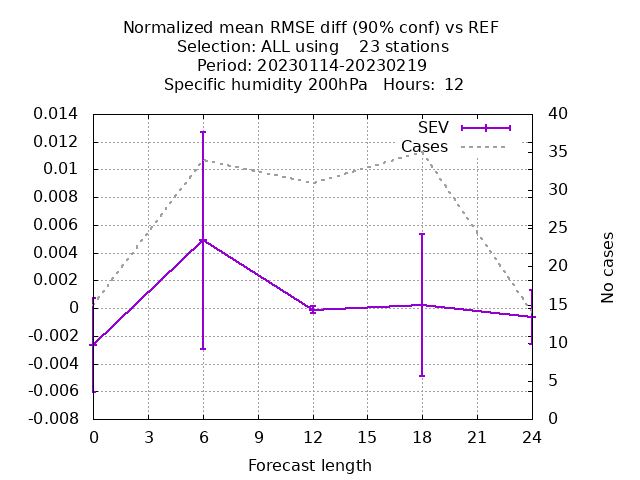 Normalized mean RMSE diff (90% conf) vs REF
Selection: ALL using    23 stations
Period: 20230114-20230219
Specific humidity 200hPa   Hours:  12
SEV
Cases
0.014
0.012
0.01
0.008
0.006
0.004
0.002
0
-0.002
-0.004
-0.006
-0.008
40
35
30
25
20
15
10
5
0
No cases
0 3 6 9 12 15 18 21 24
Forecast length